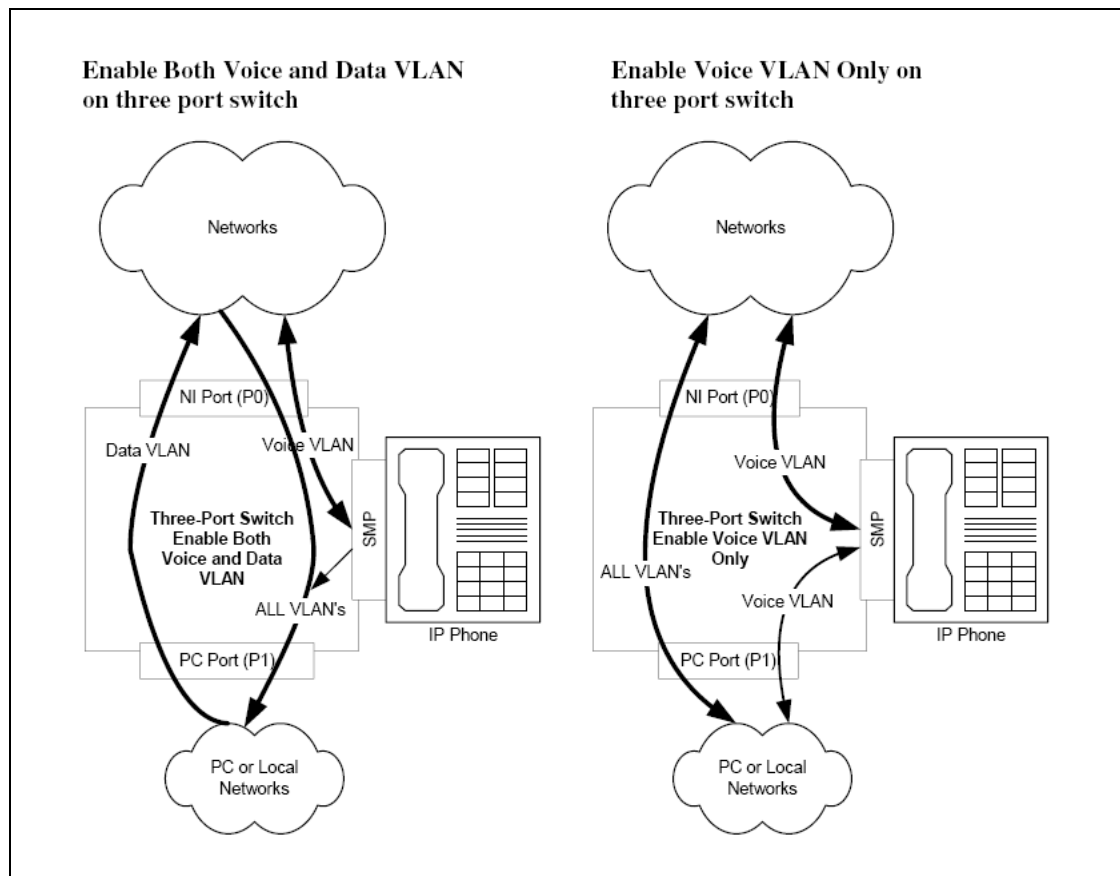 Enable Both Voice and Data VLAN
on three port switch
Networks
NI Port (P0)
Data VLAN
Voice VLAN
Three-Port Switch
Enable Both
Voice and Data
VLAN
SMP
ALL VLAN's
IP Phone
PC Port (P1)
PC or Local
Networks
Enable Voice VLAN Only on
three port switch
Networks
NI Port (P0)
Voice VLAN
Three-Port Switch
Enable Voice VLAN
Only
SMP
ALL VLAN's
Voice VLAN
IP Phone
PC Port (P1)
PC or Local
Networks